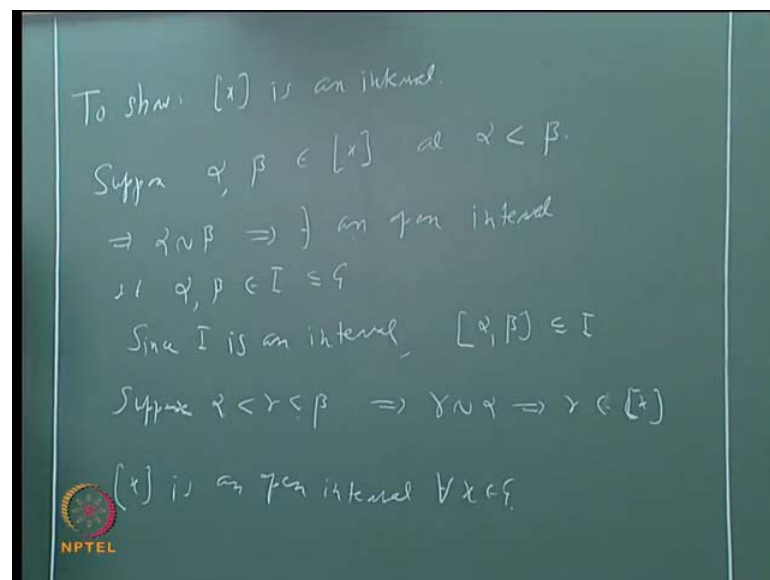 To show: [x] is an interval.
Suppose α, β ∈ [x] and α < β.
⇒ α ~ β ⇒ ∃ an open interval
s.t. α, β ∈ I ⊆ G
Since I is an interval, [α, β] ⊆ I
Suppose α < γ < β ⇒ γ ~ α ⇒ γ ∈ [x]
[x] is an open interval ∀ x ∈ G
NPTEL